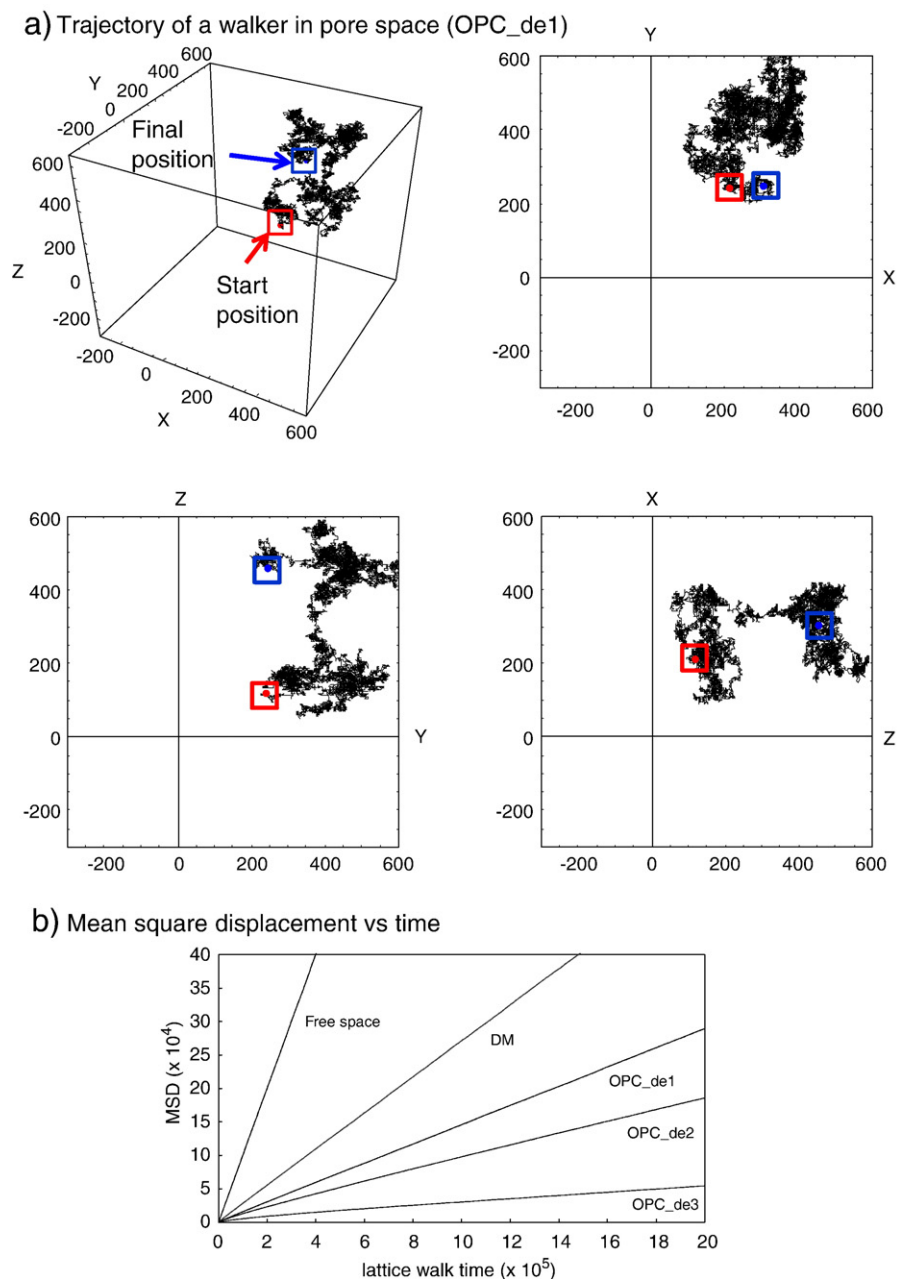 a) Trajectory of a walker in pore space (OPC_de1)
600
400
Y 200
0
-200
600
400
200
Z 0
-200
-200
0
200
X 400
600
Final
position
Start
position
Y
600
400
200
0
-200
X
-200 0 200 400 600
Z
600
400
200
0
-200
Y
-200 0 200 400 600
X
600
400
200
0
-200
Z
-200 0 200 400 600
b) Mean square displacement vs time
MSD (x 10⁴)
40
35
30
25
20
15
10
5
0
Free space
DM
OPC_de1
OPC_de2
OPC_de3
0 2 4 6 8 10 12 14 16 18 20
lattice walk time (x 10⁵)